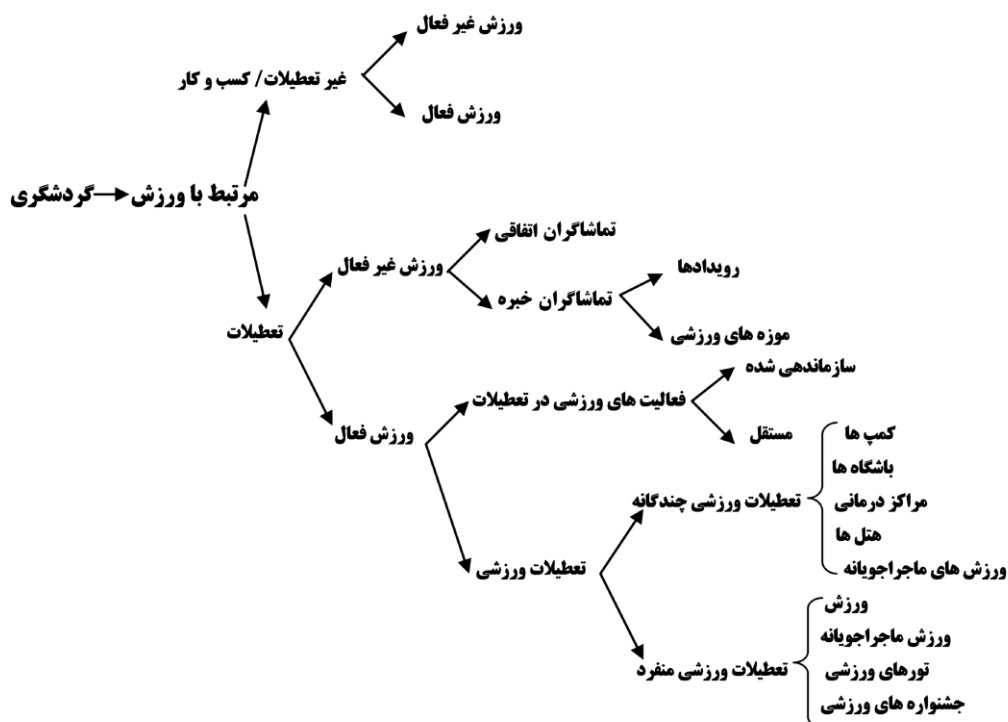 ورزش غیر فعال
غیر تعطیلات/ کسب و کار
ورزش فعال
گردشگری
مرتبط با ورزش
تماشاگران اتفاقی
ورزش غیر فعال
رویدادها
تماشاگران خبره
تعطیلات
موزه های ورزشی
سازماندهی شده
فعالیت های ورزشی در تعطیلات
ورزش فعال
مستقل
کمپ ها
باشگاه ها
تعطیلات ورزشی چندگانه
مراکز درمانی
هتل ها
تعطیلات ورزشی
ورزش های ماجراجویانه
ورزش
ورزش ماجراجویانه
تعطیلات ورزشی منفرد
تورهای ورزشی
جشنواره های ورزشی